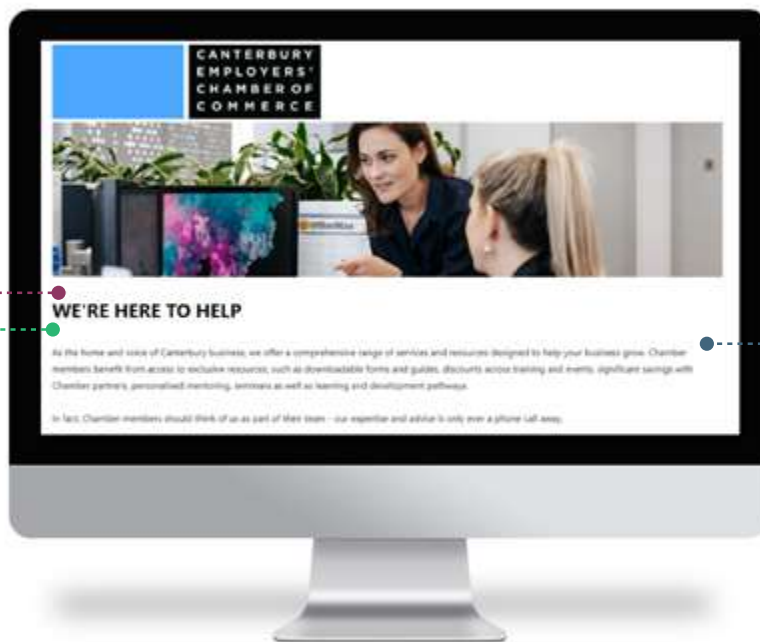 CANTERBURY
EMPLOYERS'
CHAMBER OF
COMMERCE
WE'RE HERE TO HELP
As the home and voice of Canterbury business, we offer a comprehensive range of services and resources designed to help your business grow. Chamber
members benefit from access to exclusive resources, such as downloadable forms and guides, discounts across training and events, significant savings with
Chamber partners, personalised mentoring, seminars as well as learning and development pathways.
In fact, Chamber members should think of us as part of their team - our expertise and advice is only ever a phone call away.